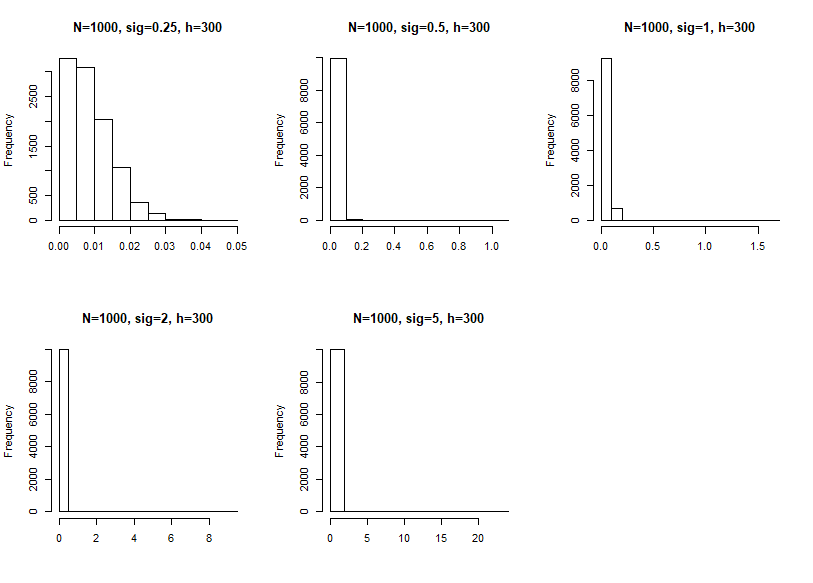 N=1000, sig=0.25, h=300
Frequency
0
500
1500
2500
0.00 0.01 0.02 0.03 0.04 0.05
N=1000, sig=0.5, h=300
Frequency
0
2000
4000
6000
8000
0.0 0.2 0.4 0.6 0.8 1.0
N=1000, sig=1, h=300
Frequency
0
2000
4000
6000
8000
0.0 0.5 1.0 1.5
N=1000, sig=2, h=300
Frequency
0
2000
4000
6000
8000
0 2 4 6 8
N=1000, sig=5, h=300
Frequency
0
2000
4000
6000
8000
0 5 10 15 20